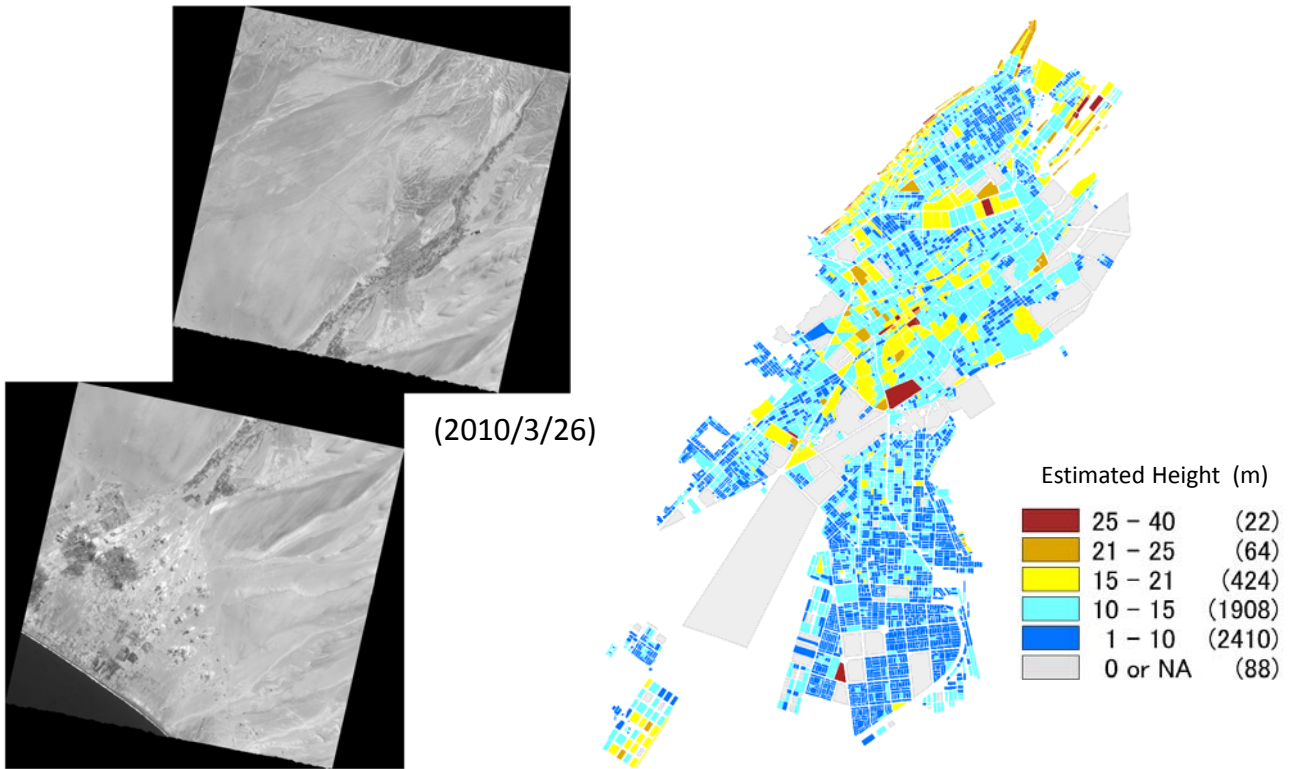 (2010/3/26)
Estimated Height (m)
25 - 40 (22)
21 - 25 (64)
15 - 21 (424)
10 - 15 (1908)
1 - 10 (2410)
0 or NA (88)